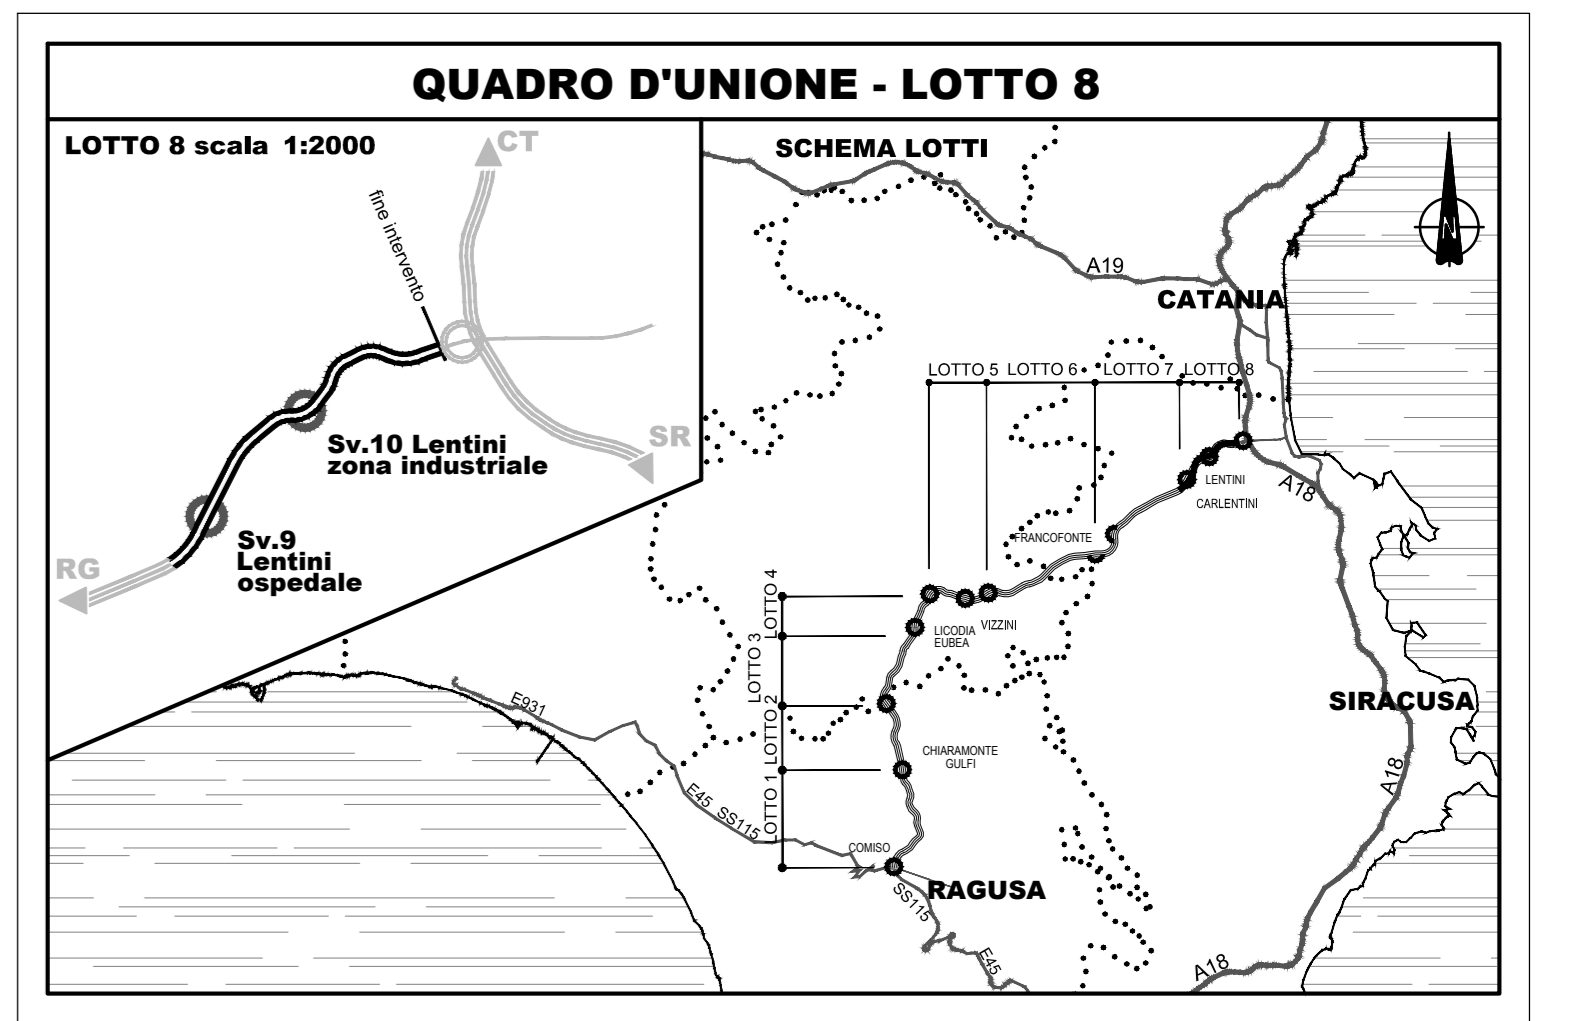 QUADRO D'UNIONE - LOTTO 8
LOTTO 8 scala 1:2000
CT
fine intervento
SR
Sv.10 Lentini
zona industriale
Sv.9
Lentini
ospedale
RG
SCHEMA LOTTI
N
A19
CATANIA
LOTTO 5
LOTTO 6
LOTTO 7
LOTTO 8
LENTINI
CARLENTINI
A18
FRANCOFONTE
LOTTO 4
LOTTO 3
LOTTO 2
LOTTO 1
LICODIA
EUBEA
VIZZINI
E931
SIRACUSA
CHIARAMONTE
GULFI
A18
E45
SS115
COMISO
RAGUSA
SS115
E45
A18